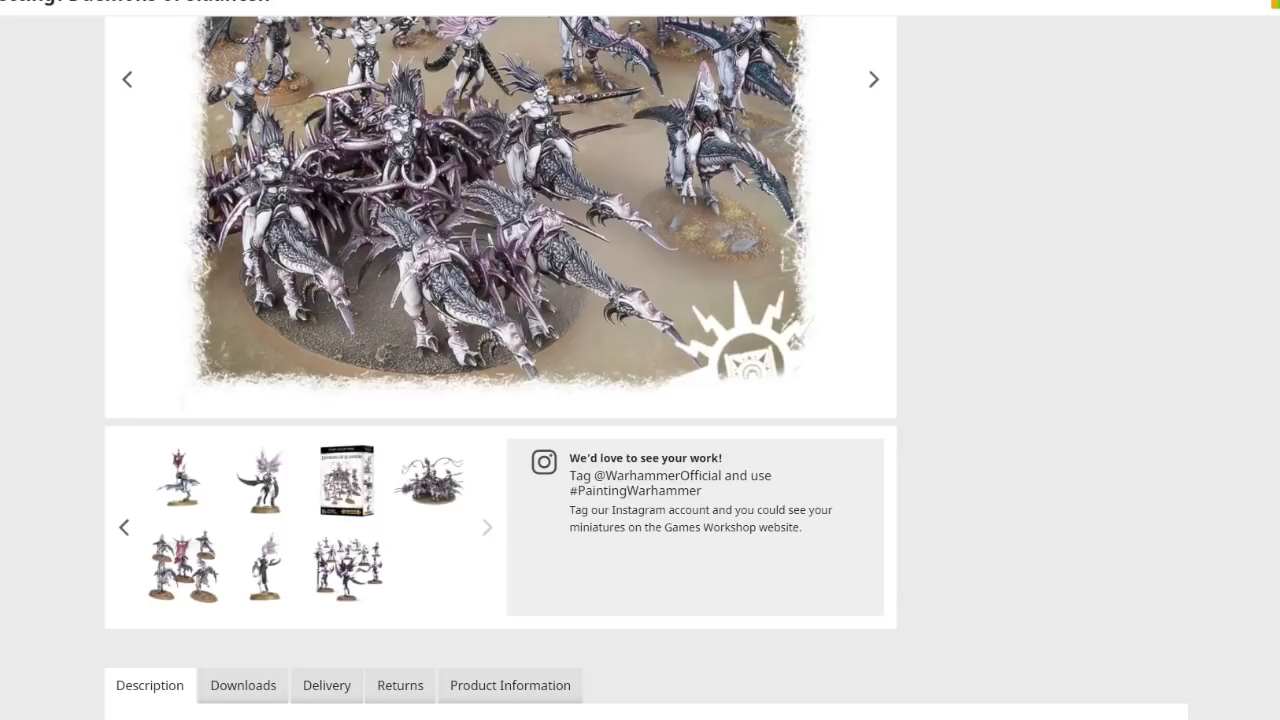 We'd love to see your work!
Tag @WarhammerOfficial and use
#PaintingWarhammer
Tag our Instagram account and you could see your
miniatures on the Games Workshop website.
Description
Downloads
Delivery
Returns
Product Information